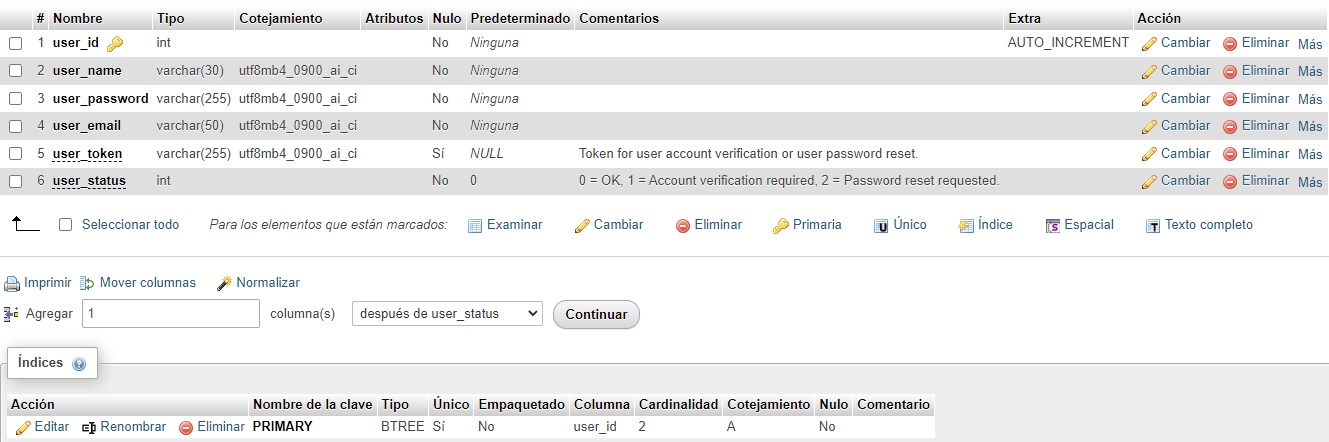 # Nombre Tipo Cotejamiento Atributos Nulo Predeterminado Comentarios Extra Acción
1 user_id int No Ninguna AUTO_INCREMENT Cambiar Eliminar Más
2 user_name varchar(30) utf8mb4_0900_ai_ci No Ninguna Cambiar Eliminar Más
3 user_password varchar(255) utf8mb4_0900_ai_ci No Ninguna Cambiar Eliminar Más
4 user_email varchar(50) utf8mb4_0900_ai_ci No Ninguna Cambiar Eliminar Más
5 user_token varchar(255) utf8mb4_0900_ai_ci Sí NULL Token for user account verification or user password reset. Cambiar Eliminar Más
6 user_status int No 0 0 = OK, 1 = Account verification required, 2 = Password reset requested. Cambiar Eliminar Más
Seleccionar todo Para los elementos que están marcados: Examinar Cambiar Eliminar Primaria Único Índice Espacial Texto completo
Imprimir Mover columnas Normalizar
Agregar 1 columna(s) después de user_status Continuar
Índices
Acción Nombre de la clave Tipo Único Empaquetado Columna Cardinalidad Cotejamiento Nulo Comentario
Editar Renombrar Eliminar PRIMARY BTREE Sí No user_id 2 A No